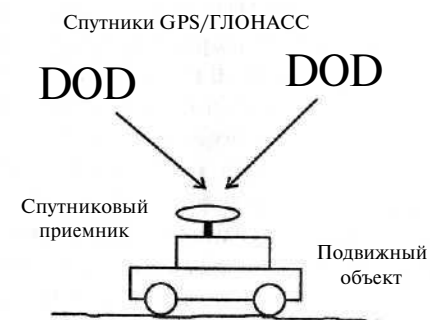 Спутники GPS/ГЛОНАСС
DOD
DOD
Спутниковый
приемник
Подвижный
объект